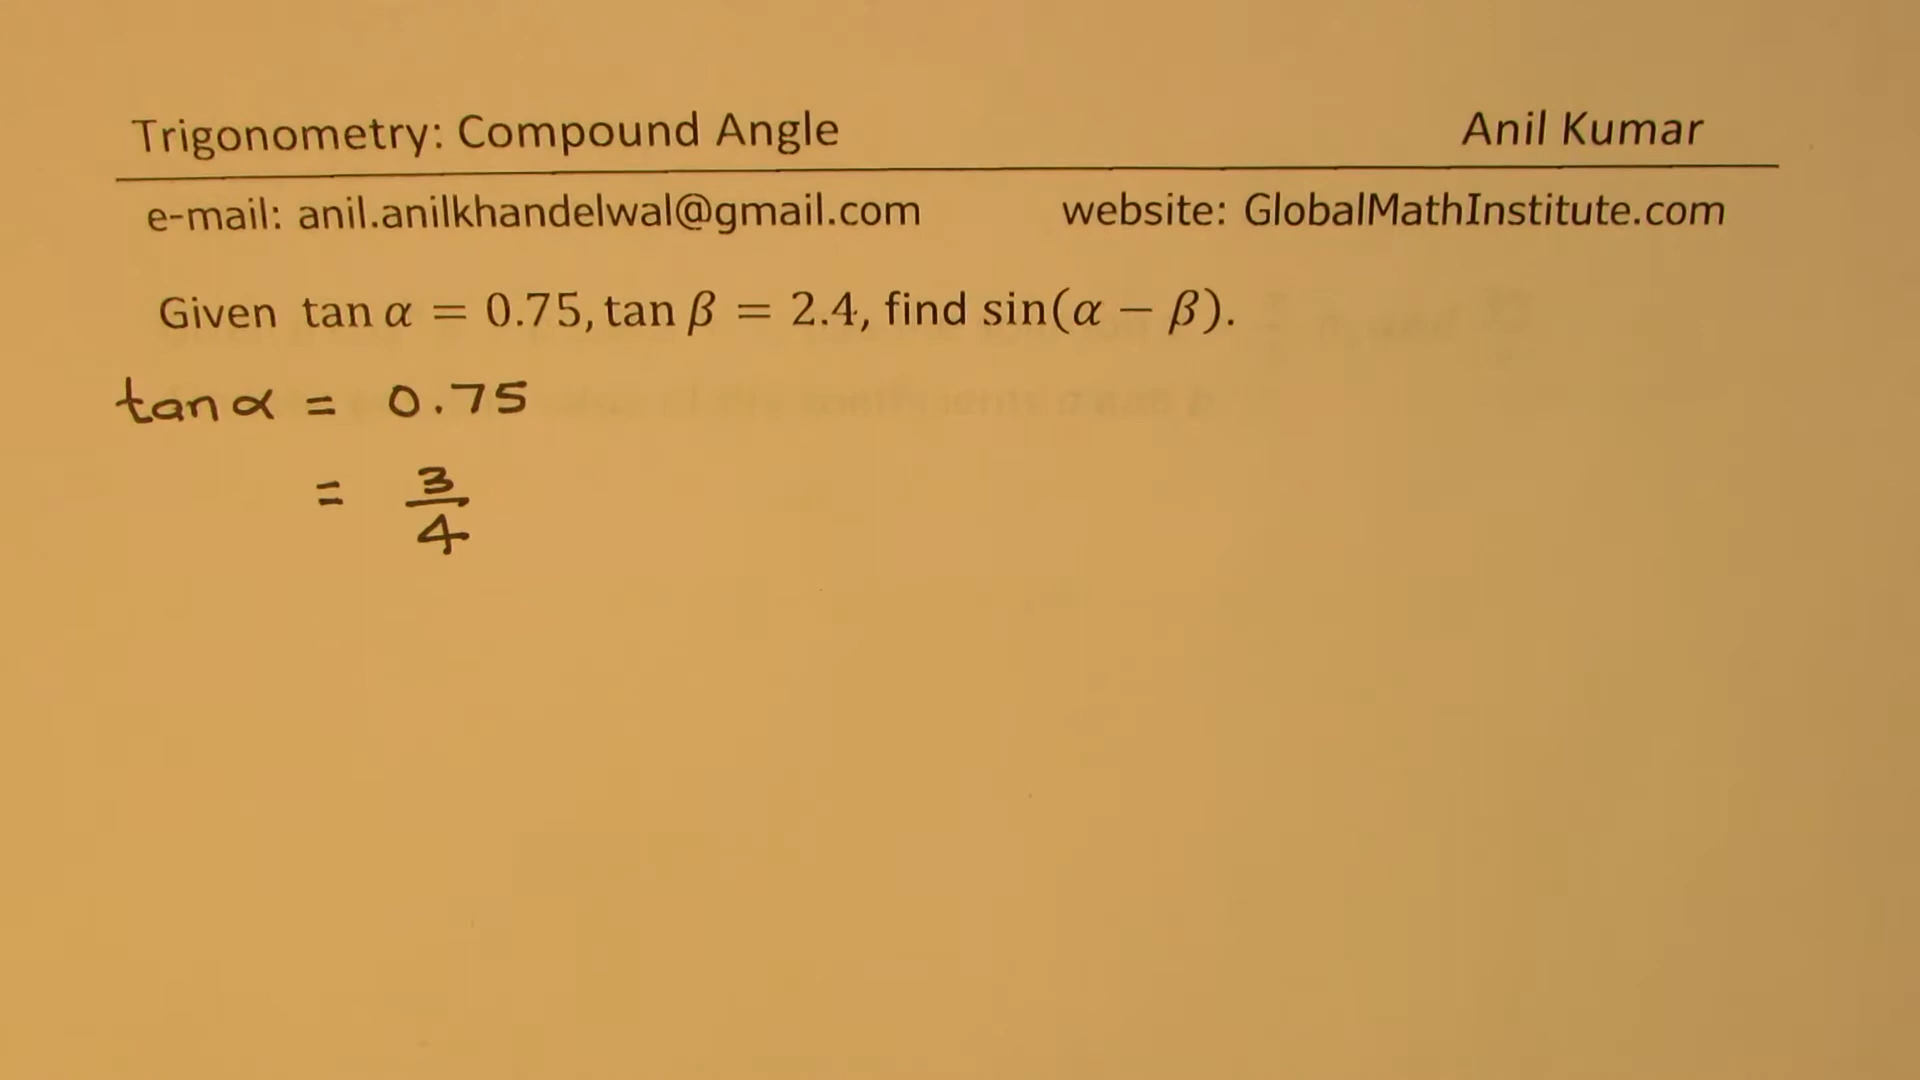 Trigonometry: Compound Angle Anil Kumar
e-mail: anil.anilkhandelwal@gmail.com website: GlobalMathInstitute.com
Given tan α = 0.75, tan β = 2.4, find sin(α − β).
tan α = 0.75
= 3/4